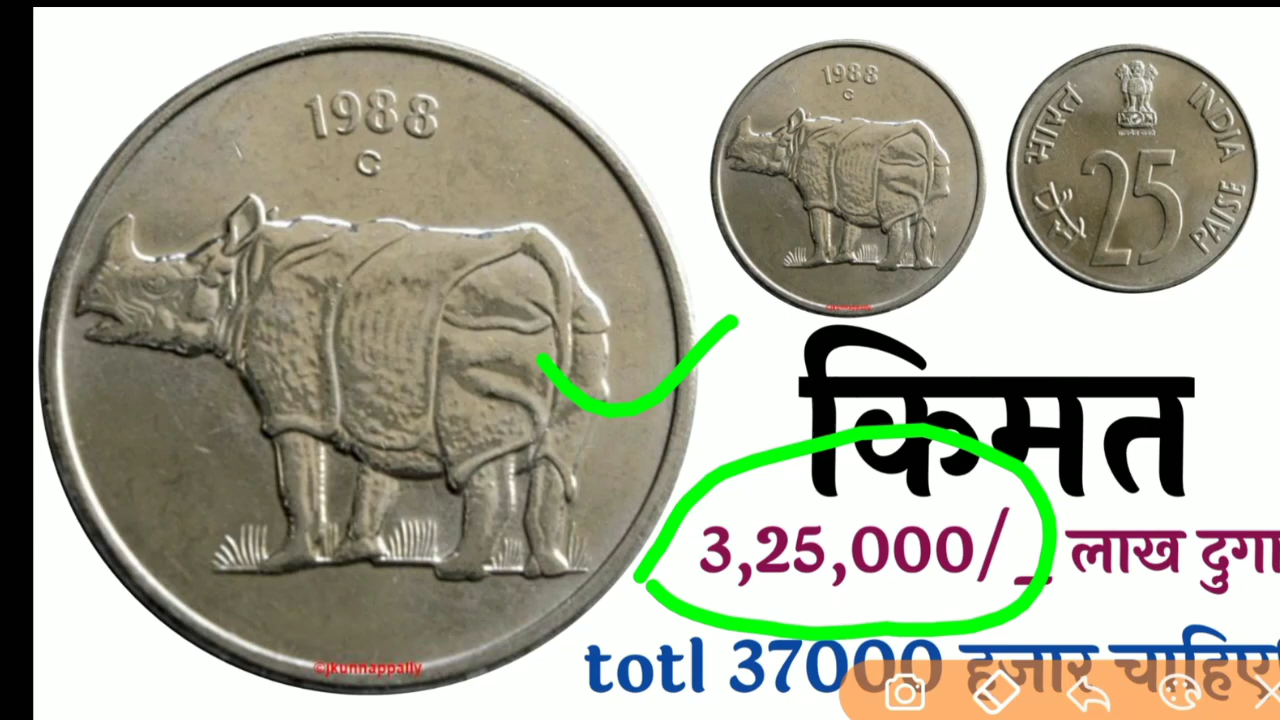 1988
C
©jkunnappally
1988
C
भारत
INDIA
पैसे
25
PAISE
किमत
3,25,000/_ लाख दुगा
totl 37000 हजार चाहिए